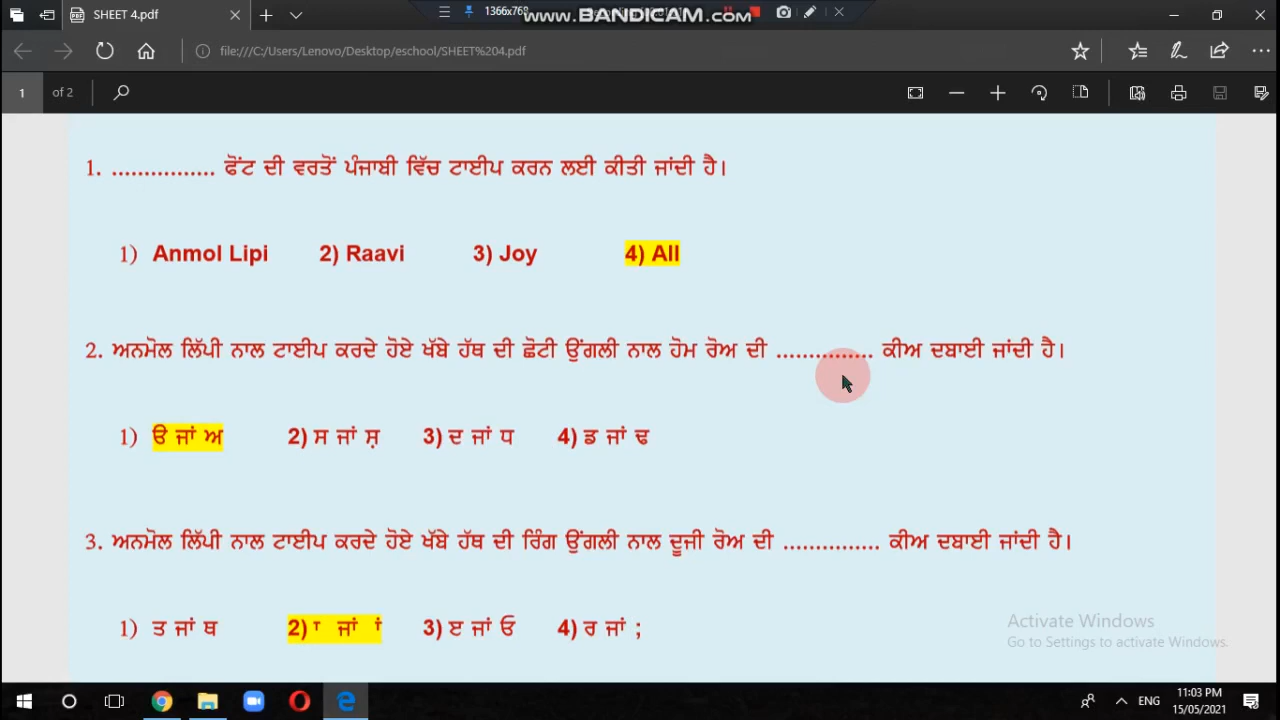 SHEET 4.pdf
1366x768
www.BANDICAM.com
file:///C:/Users/Lenovo/Desktop/eschool/SHEET%204.pdf
1 of 2
1. ................ ਫੋਂਟ ਦੀ ਵਰਤੋਂ ਪੰਜਾਬੀ ਵਿੱਚ ਟਾਈਪ ਕਰਨ ਲਈ ਕੀਤੀ ਜਾਂਦੀ ਹੈ।
1) Anmol Lipi 2) Raavi 3) Joy 4) All
2. ਅਨਮੋਲ ਲਿੱਪੀ ਨਾਲ ਟਾਈਪ ਕਰਦੇ ਹੋਏ ਖੱਬੇ ਹੱਥ ਦੀ ਛੋਟੀ ਉਂਗਲੀ ਨਾਲ ਹੋਮ ਰੋਅ ਦੀ ............... ਕੀਅ ਦਬਾਈ ਜਾਂਦੀ ਹੈ।
1) ੳ ਜਾਂ ਅ 2) ਸ ਜਾਂ ਸ਼ 3) ਦ ਜਾਂ ਧ 4) ਡ ਜਾਂ ਢ
3. ਅਨਮੋਲ ਲਿੱਪੀ ਨਾਲ ਟਾਈਪ ਕਰਦੇ ਹੋਏ ਖੱਬੇ ਹੱਥ ਦੀ ਰਿੰਗ ਉਂਗਲੀ ਨਾਲ ਦੂਜੀ ਰੋਅ ਦੀ ............... ਕੀਅ ਦਬਾਈ ਜਾਂਦੀ ਹੈ।
1) ਤ ਜਾਂ ਥ 2) ਾ ਜਾਂ ਾਂ 3) ੲ ਜਾਂ ਓ 4) ਰ ਜਾਂ ;
Activate Windows
Go to Settings to activate Windows.
ENG
11:03 PM
15/05/2021